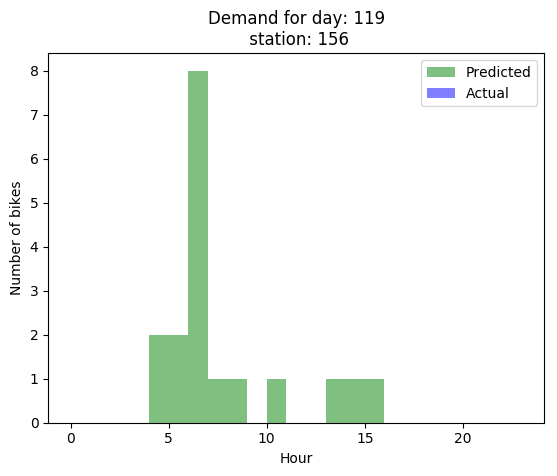 Demand for day: 119
station: 156
Predicted
Actual
8
7
6
5
4
3
2
1
0
Number of bikes
0 5 10 15 20
Hour